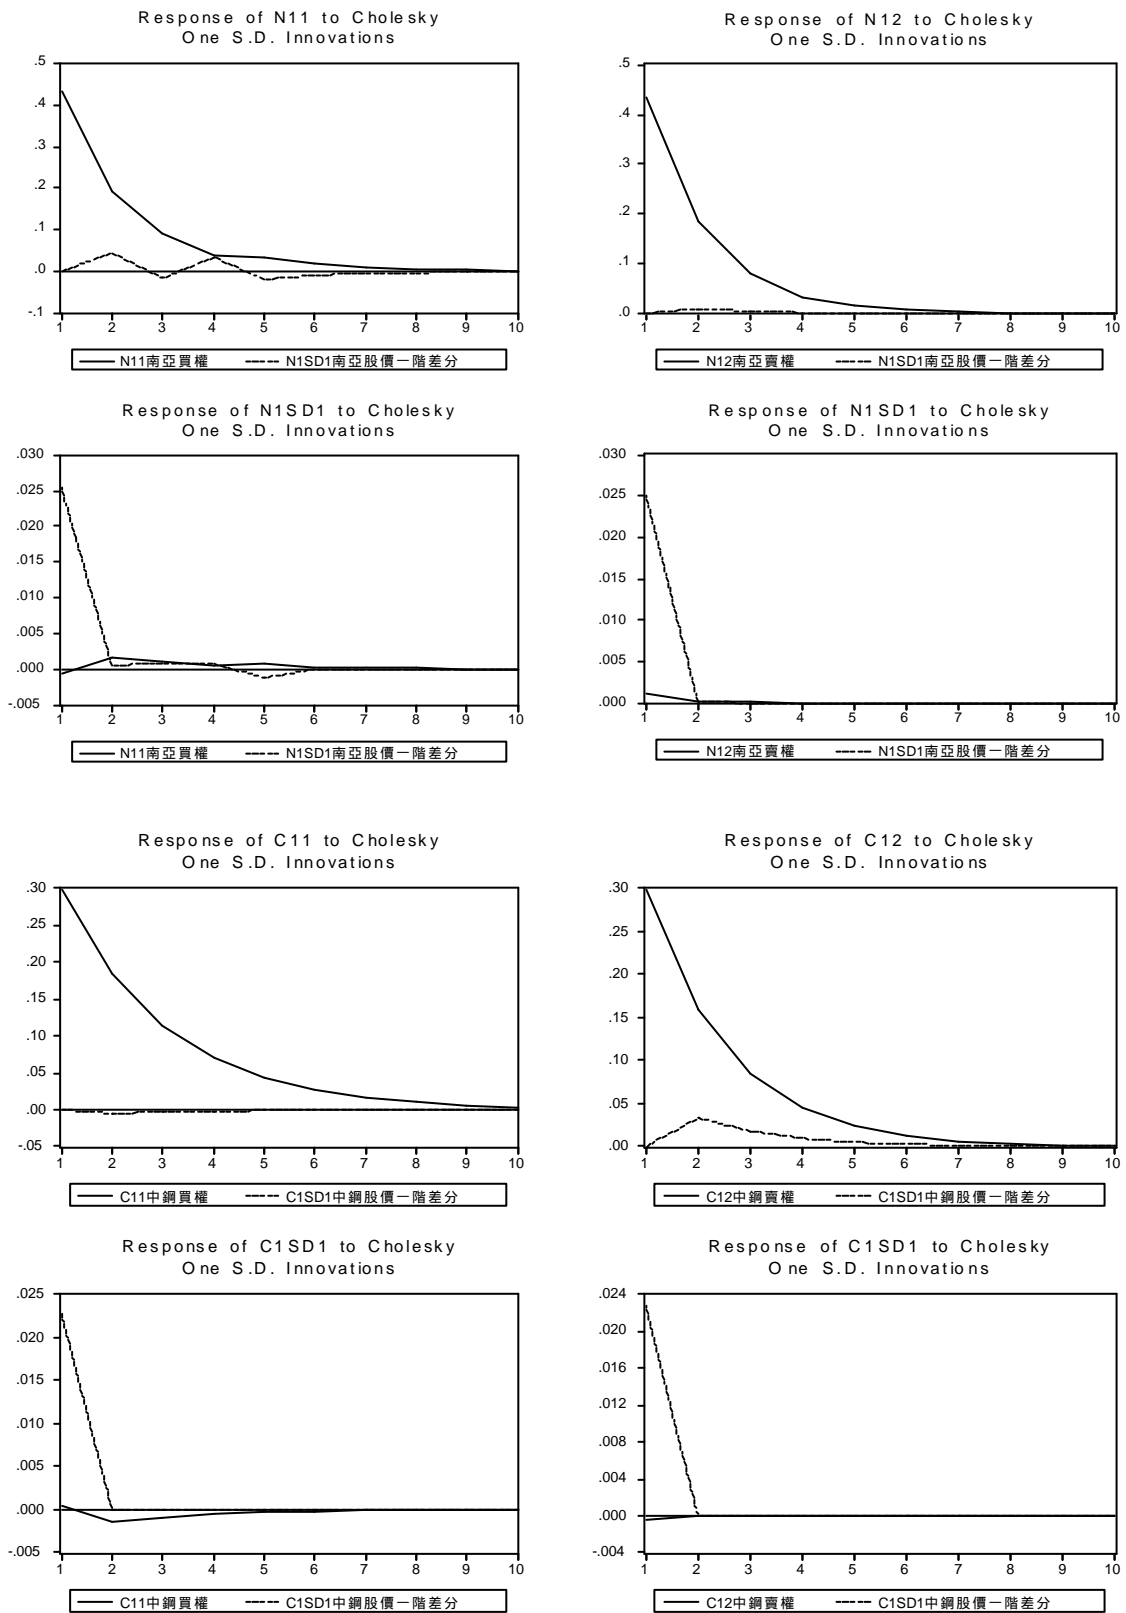 Response of N11 to Cholesky
One S.D. Innovations
.5
.4
.3
.2
.1
.0
-.1
1 2 3 4 5 6 7 8 9 10
N11南亞買權 N1SD1南亞股價一階差分
Response of N12 to Cholesky
One S.D. Innovations
.5
.4
.3
.2
.1
.0
1 2 3 4 5 6 7 8 9 10
N12南亞賣權 N1SD1南亞股價一階差分
Response of N1SD1 to Cholesky
One S.D. Innovations
.030
.025
.020
.015
.010
.005
.000
-.005
1 2 3 4 5 6 7 8 9 10
N11南亞買權 N1SD1南亞股價一階差分
Response of N1SD1 to Cholesky
One S.D. Innovations
.030
.025
.020
.015
.010
.005
.000
1 2 3 4 5 6 7 8 9 10
N12南亞賣權 N1SD1南亞股價一階差分
Response of C11 to Cholesky
One S.D. Innovations
.30
.25
.20
.15
.10
.05
.00
-.05
1 2 3 4 5 6 7 8 9 10
C11中鋼買權 C1SD1中鋼股價一階差分
Response of C12 to Cholesky
One S.D. Innovations
.30
.25
.20
.15
.10
.05
.00
1 2 3 4 5 6 7 8 9 10
C12中鋼賣權 C1SD1中鋼股價一階差分
Response of C1SD1 to Cholesky
One S.D. Innovations
.025
.020
.015
.010
.005
.000
-.005
1 2 3 4 5 6 7 8 9 10
C11中鋼買權 C1SD1中鋼股價一階差分
Response of C1SD1 to Cholesky
One S.D. Innovations
.024
.020
.016
.012
.008
.004
.000
-.004
1 2 3 4 5 6 7 8 9 10
C12中鋼賣權 C1SD1中鋼股價一階差分